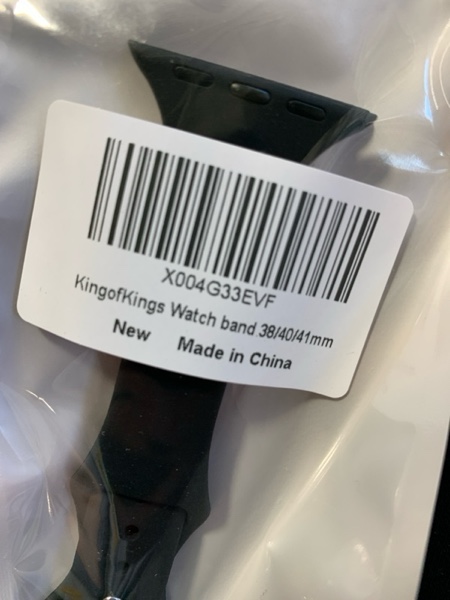 X004G33EVF
KingofKings Watch band 38/40/41mm
New Made in China